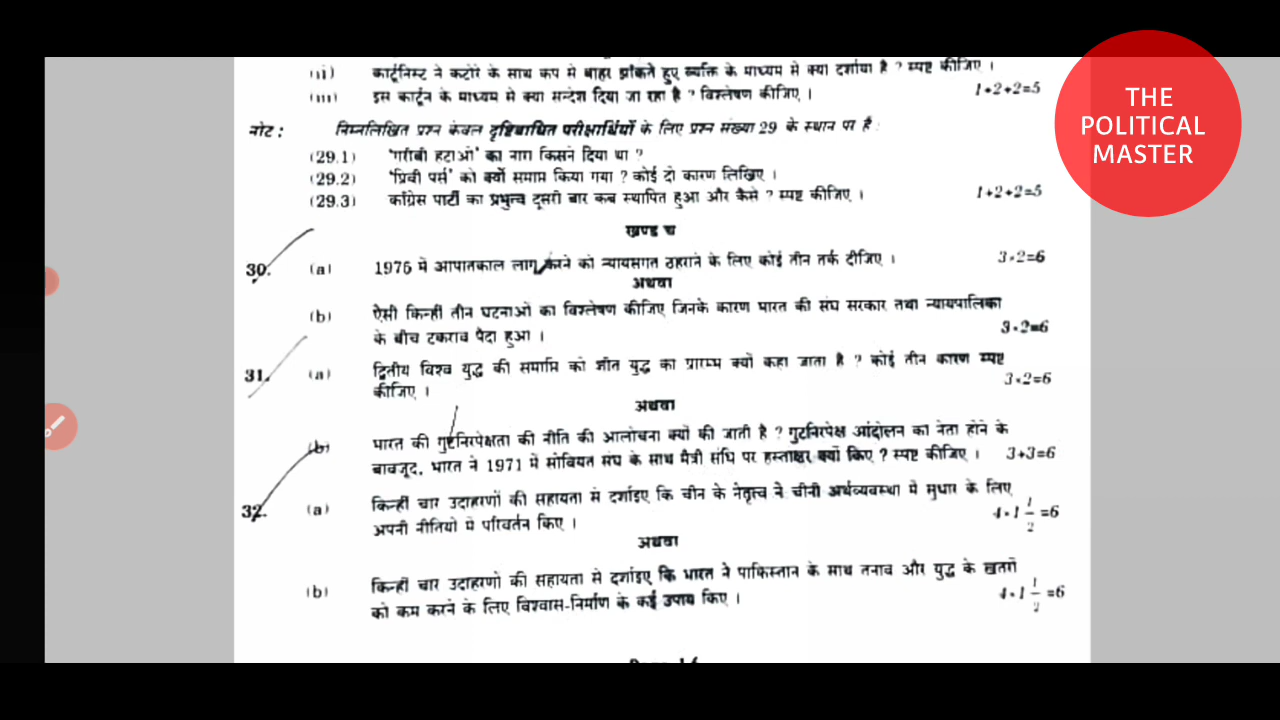 (ii) कार्टूनिस्ट ने कटोरे के साथ कप में बाहर झाँकते हुए व्यक्ति के माध्यम से क्या दर्शाया है ? स्पष्ट कीजिए ।
(iii) इस कार्टून के माध्यम से क्या सन्देश दिया जा रहा है ? विश्लेषण कीजिए । 1+2+2=5
THE
POLITICAL
MASTER
नोट : निम्नलिखित प्रश्न केवल दृष्टिबाधित परीक्षार्थियों के लिए प्रश्न संख्या 29 के स्थान पर है :
(29.1) 'गरीबी हटाओ' का नारा किसने दिया था ?
(29.2) 'प्रिवी पर्स' को क्यों समाप्त किया गया ? कोई दो कारण लिखिए ।
(29.3) काँग्रेस पार्टी का प्रभुत्व दूसरी बार कब स्थापित हुआ और कैसे ? स्पष्ट कीजिए । 1+2+2=5
खण्ड च
30. (a) 1975 में आपातकाल लागू करने को न्यायसंगत ठहराने के लिए कोई तीन तर्क दीजिए । 3×2=6
अथवा
(b) ऐसी किन्हीं तीन घटनाओं का विश्लेषण कीजिए जिनके कारण भारत की संघ सरकार तथा न्यायपालिका
के बीच टकराव पैदा हुआ । 3×2=6
31. (a) द्वितीय विश्व युद्ध की समाप्ति को शीत युद्ध का प्रारम्भ क्यों कहा जाता है ? कोई तीन कारण स्पष्ट
कीजिए । 3×2=6
अथवा
(b) भारत की गुटनिरपेक्षता की नीति की आलोचना क्यों की जाती है ? गुटनिरपेक्ष आंदोलन का नेता होने के
बावजूद, भारत ने 1971 में सोवियत संघ के साथ मैत्री संधि पर हस्ताक्षर क्यों किए ? स्पष्ट कीजिए । 3+3=6
32. (a) किन्हीं चार उदाहरणों की सहायता से दर्शाइए कि चीन के नेतृत्व ने चीनी अर्थव्यवस्था में सुधार के लिए
अपनी नीतियों में परिवर्तन किए । 4×1 1/2 =6
अथवा
(b) किन्हीं चार उदाहरणों की सहायता से दर्शाइए कि भारत ने पाकिस्तान के साथ तनाव और युद्ध के खतरों
को कम करने के लिए विश्वास-निर्माण के कई उपाय किए । 4×1 1/2 =6